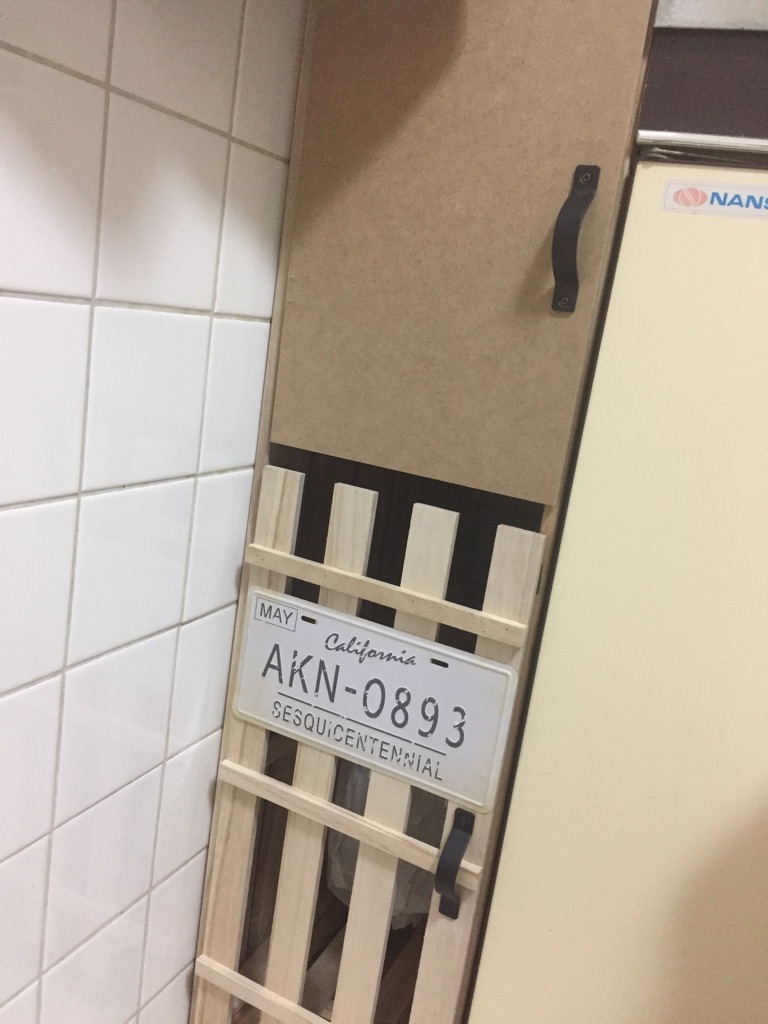 NANS
MAY
California
AKN-0893
SESQUICENTENNIAL